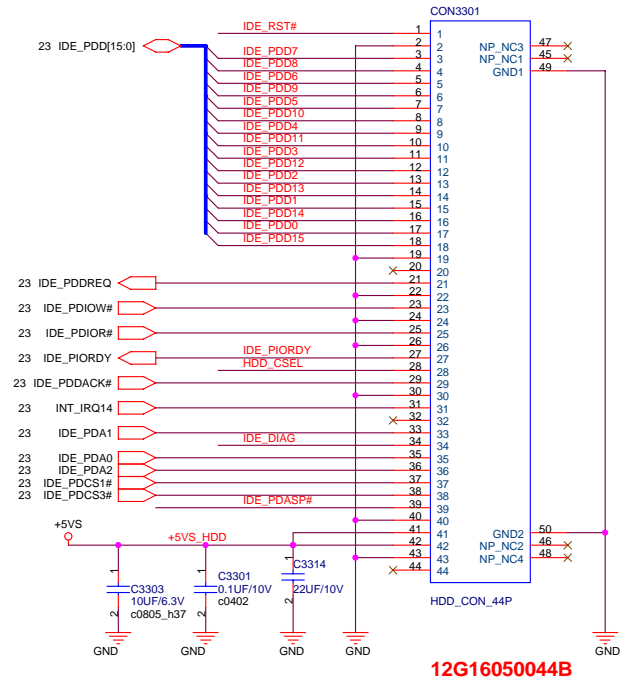 CON3301
IDE_RST# 1 1
2 2 NP_NC3 47
23 IDE_PDD[15:0] IDE_PDD7 3 3 NP_NC1 45
IDE_PDD8 4 4 GND1 49
IDE_PDD6 5 5
IDE_PDD9 6 6
IDE_PDD5 7 7
IDE_PDD10 8 8
IDE_PDD4 9 9
IDE_PDD11 10 10
IDE_PDD3 11 11
IDE_PDD12 12 12
IDE_PDD2 13 13
IDE_PDD13 14 14
IDE_PDD1 15 15
IDE_PDD14 16 16
IDE_PDD0 17 17
IDE_PDD15 18 18
19 19
20 20
23 IDE_PDDREQ 21 21
22 22
23 IDE_PDIOW# 23 23
24 24
23 IDE_PDIOR# 25 25
26 26
23 IDE_PIORDY IDE_PIORDY 27 27
HDD_CSEL 28 28
23 IDE_PDDACK# 29 29
30 30
23 INT_IRQ14 31 31
32 32
23 IDE_PDA1 33 33
IDE_DIAG 34 34
23 IDE_PDA0 35 35
23 IDE_PDA2 36 36
23 IDE_PDCS1# 37 37
23 IDE_PDCS3# 38 38
IDE_PDASP# 39 39
40 40
+5VS 41 41 GND2 50
+5VS_HDD 42 42 NP_NC2 46
43 43 NP_NC4 48
44 44
1 1 1
C3303 C3301 C3314
10UF/6.3V 0.1UF/10V 22UF/10V
c0805_h37 c0402
2 2 2
HDD_CON_44P
GND GND GND GND GND
12G16050044B